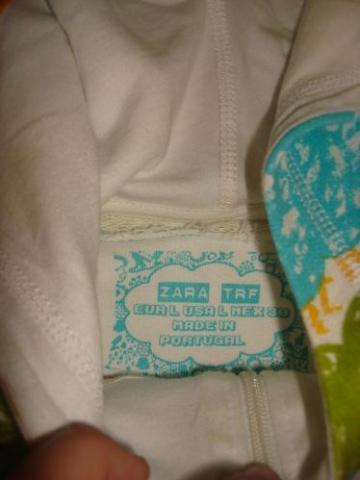 ZARA TRF
EUR L USA L MEX 30
MADE IN
PORTUGAL